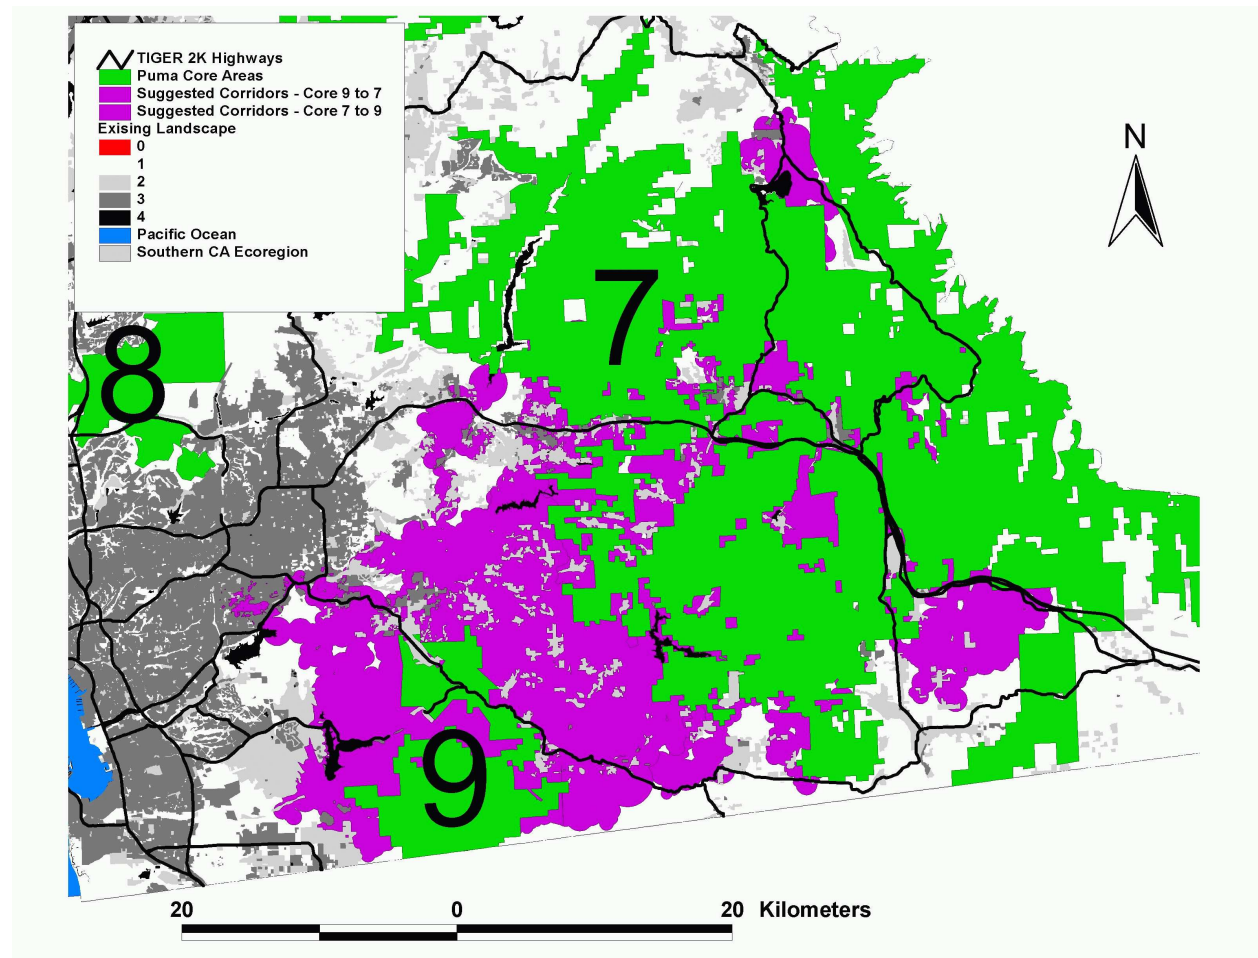 TIGER 2K Highways
Puma Core Areas
Suggested Corridors - Core 9 to 7
Suggested Corridors - Core 7 to 9
Exising Landscape
0
1
2
3
4
Pacific Ocean
Southern CA Ecoregion
N
7
8
9
20 0 20 Kilometers